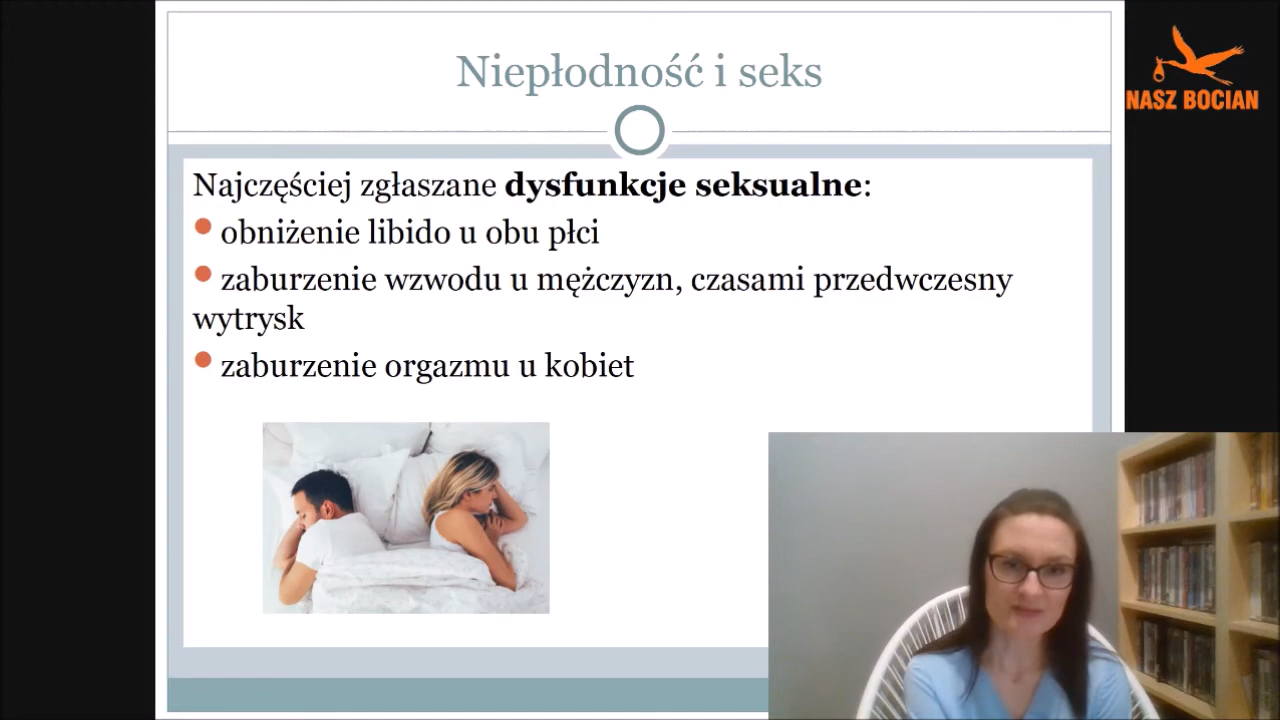 Niepłodność i seks
NASZ BOCIAN
Najczęściej zgłaszane dysfunkcje seksualne:
obniżenie libido u obu płci
zaburzenie wzwodu u mężczyzn, czasami przedwczesny
wytrysk
zaburzenie orgazmu u kobiet